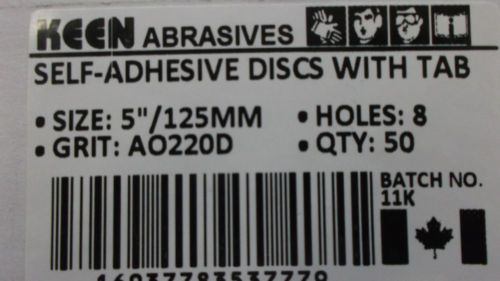 KEEN ABRASIVES
SELF-ADHESIVE DISCS WITH TAB
• SIZE: 5"/125MM • HOLES: 8
• GRIT: AO220D • QTY: 50
BATCH NO.
11K